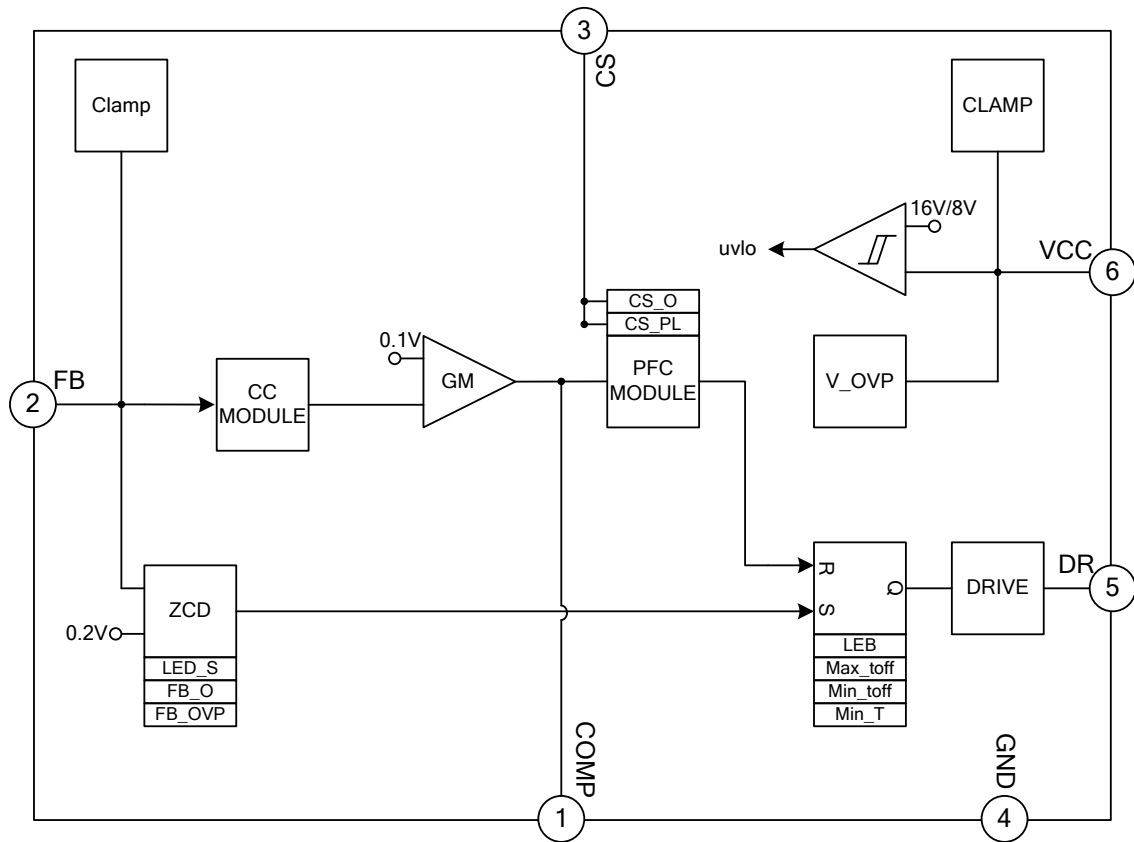 3
CS
Clamp
CLAMP
16V/8V
uvlo
VCC
6
CS_O
CS_PL
PFC
MODULE
0.1V
GM
V_OVP
FB
2
CC
MODULE
ZCD
0.2V
LED_S
FB_O
FB_OVP
R
S
Q
LEB
Max_toff
Min_toff
Min_T
DRIVE
DR
5
COMP
1
GND
4